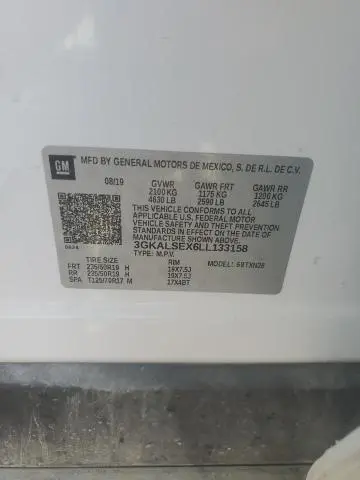 GM
MFD BY GENERAL MOTORS DE MEXICO, S. DE R.L. DE C.V.
08/19 GVWR GAWR FRT GAWR RR
2100 KG 1175 KG 1200 KG
4630 LB 2590 LB 2645 LB
THIS VEHICLE CONFORMS TO ALL
APPLICABLE U.S. FEDERAL MOTOR
VEHICLE SAFETY AND THEFT PREVENTION
STANDARDS IN EFFECT ON THE DATE OF
MANUFACTURE SHOWN ABOVE.
3GKALSEX6LL133158
TYPE: M.P.V. MODEL:
TIRE SIZE RIM
FRT 235/50R19 H 19X7.5J
RR 235/50R19 H 19X7.5J
SPA T125/70R17 M 17X4BT